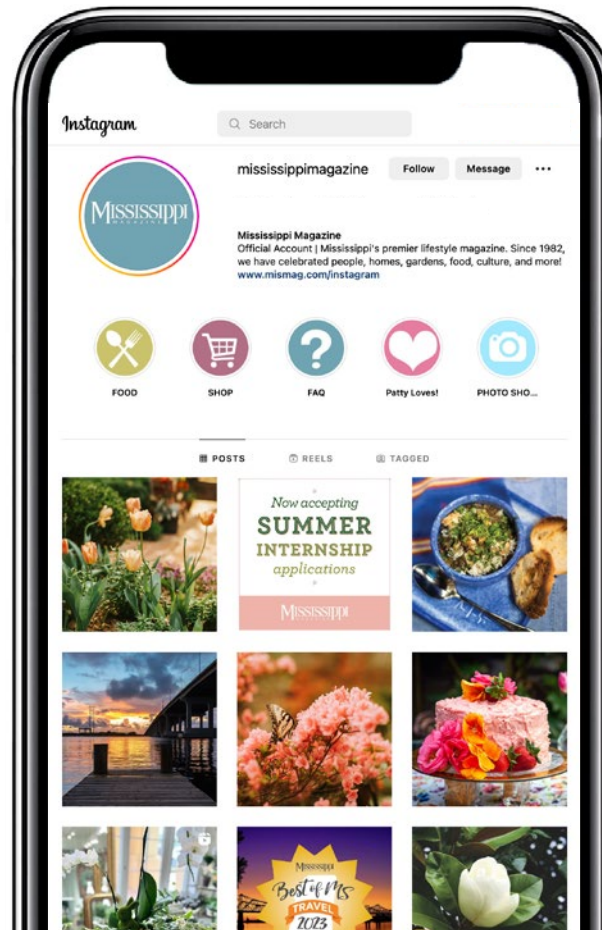 Instagram
Search
mississippimagazine
Follow
Message
MISSISSIPPI
MAGAZINE
Mississippi Magazine
Official Account | Mississippi's premier lifestyle magazine. Since 1982,
we have celebrated people, homes, gardens, food, culture, and more!
www.mismag.com/instagram
FOOD
SHOP
FAQ
Patty Loves!
PHOTO SHO...
POSTS
REELS
TAGGED
Now accepting
SUMMER
INTERNSHIP
applications
MISSISSIPPI
MISSISSIPPI
Best of MS
TRAVEL
2023